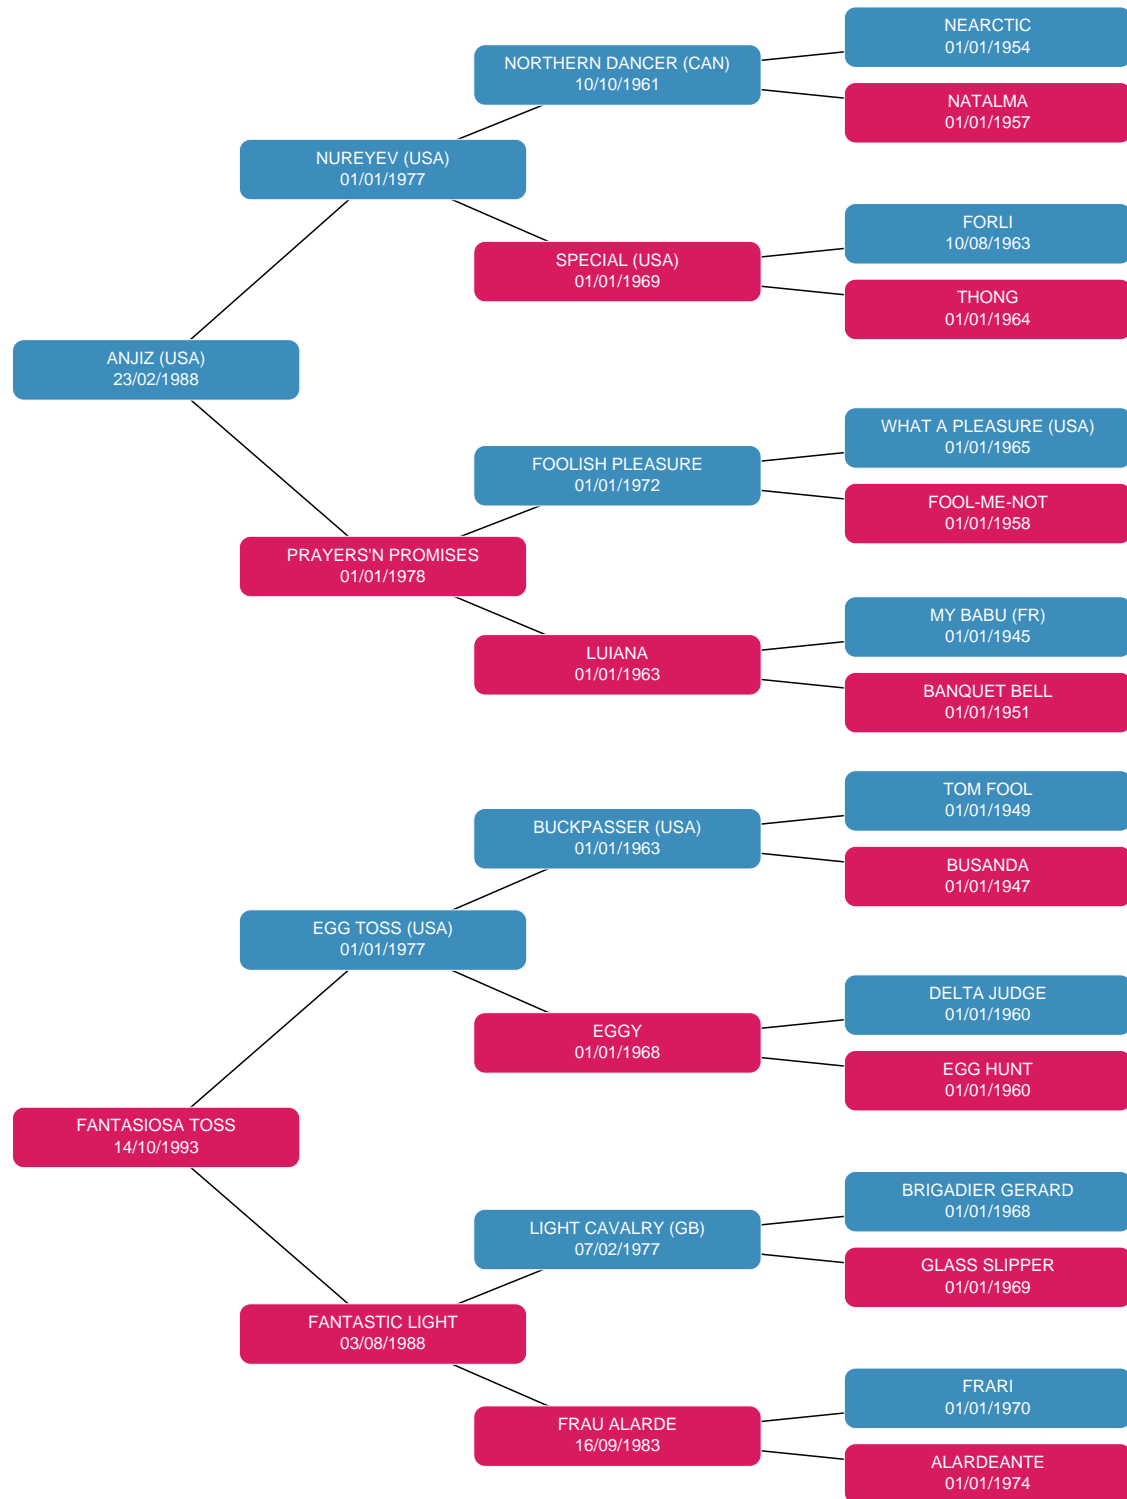 NEARCTIC
01/01/1954
NORTHERN DANCER (CAN)
10/10/1961
NATALMA
01/01/1957
NUREYEV (USA)
01/01/1977
FORLI
10/08/1963
SPECIAL (USA)
01/01/1969
THONG
01/01/1964
ANJIZ (USA)
23/02/1988
WHAT A PLEASURE (USA)
01/01/1965
FOOLISH PLEASURE
01/01/1972
FOOL-ME-NOT
01/01/1958
PRAYERS'N PROMISES
01/01/1978
MY BABU (FR)
01/01/1945
LUIANA
01/01/1963
BANQUET BELL
01/01/1951
TOM FOOL
01/01/1949
BUCKPASSER (USA)
01/01/1963
BUSANDA
01/01/1947
EGG TOSS (USA)
01/01/1977
DELTA JUDGE
01/01/1960
EGGY
01/01/1968
EGG HUNT
01/01/1960
FANTASIOSA TOSS
14/10/1993
BRIGADIER GERARD
01/01/1968
LIGHT CAVALRY (GB)
07/02/1977
GLASS SLIPPER
01/01/1969
FANTASTIC LIGHT
03/08/1988
FRARI
01/01/1970
FRAU ALARDE
16/09/1983
ALARDEANTE
01/01/1974